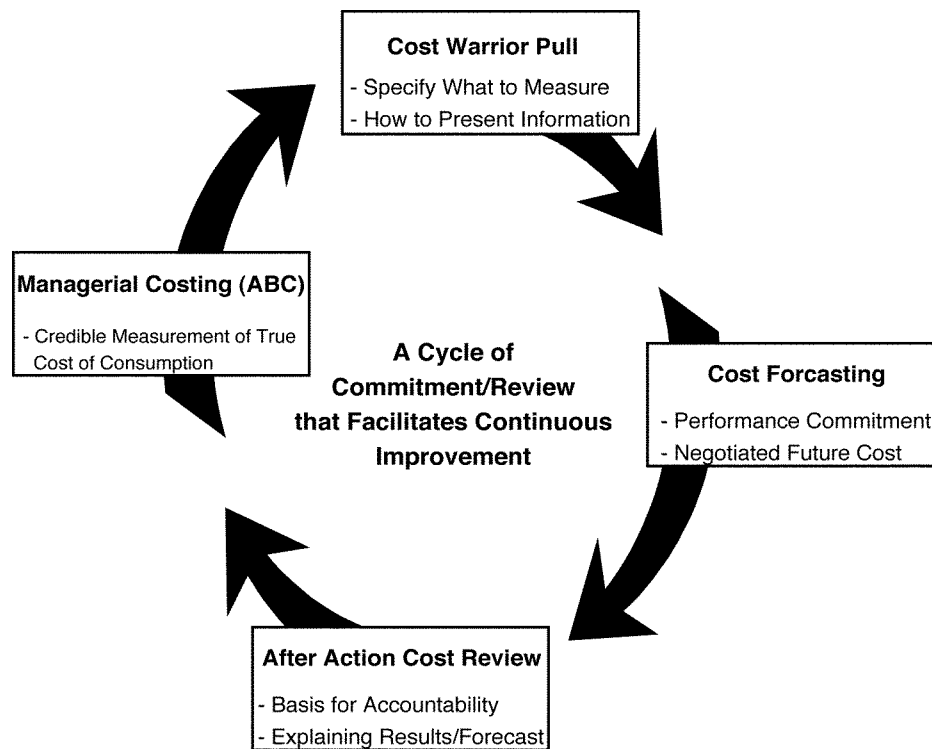 Cost Warrior Pull
- Specify What to Measure
- How to Present Information
Managerial Costing (ABC)
- Credible Measurement of True
Cost of Consumption
A Cycle of
Commitment/Review
that Facilitates Continuous
Improvement
Cost Forcasting
- Performance Commitment
- Negotiated Future Cost
After Action Cost Review
- Basis for Accountability
- Explaining Results/Forecast